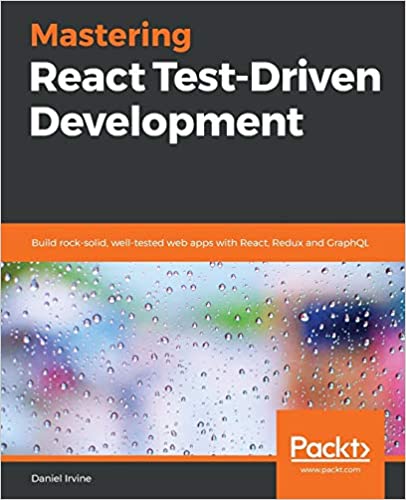 Mastering
React Test-Driven
Development
Build rock-solid, well-tested web apps with React, Redux and GraphQL
Daniel Irvine
Packt>
www.packt.com